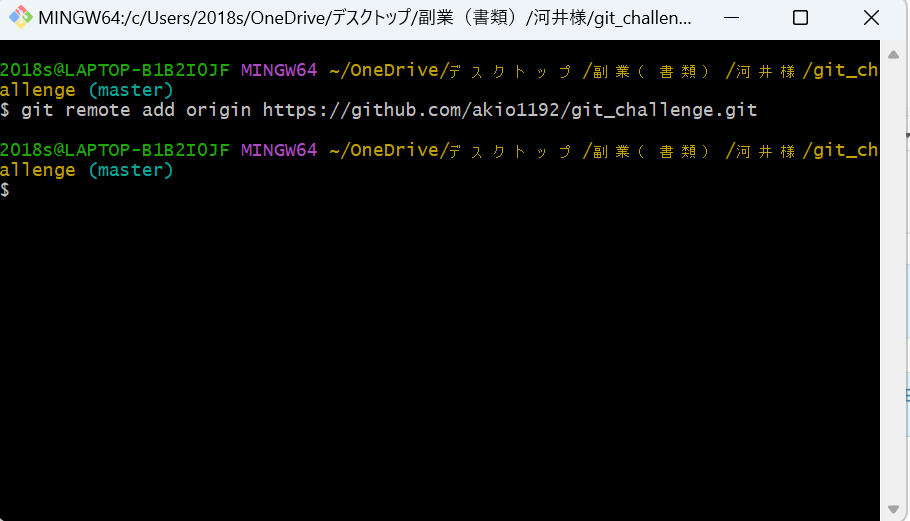 MINGW64:/c/Users/2018s/OneDrive/デスクトップ/副業（書類）/河井様/git_challen...
2018s@LAPTOP-B1B2I0JF MINGW64 ~/OneDrive/デスクトップ/副業（書類）/河井様/git_ch
allenge (master)
$ git remote add origin https://github.com/akio1192/git_challenge.git
2018s@LAPTOP-B1B2I0JF MINGW64 ~/OneDrive/デスクトップ/副業（書類）/河井様/git_ch
allenge (master)
$